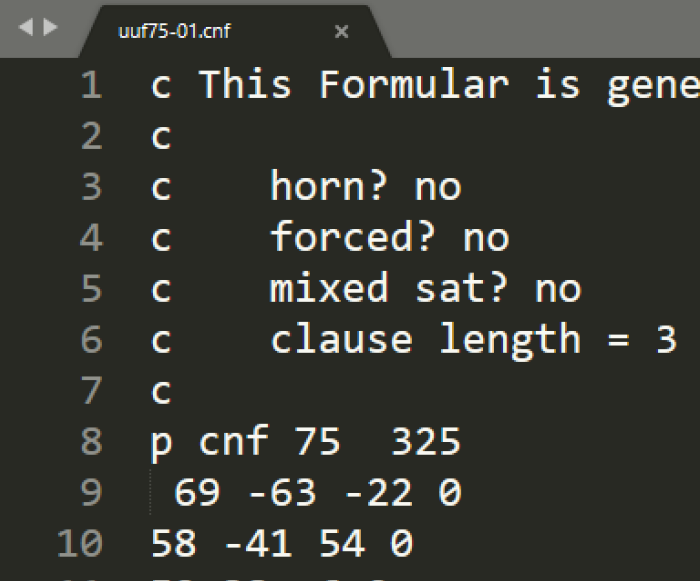 uuf75-01.cnf
1 c This Formular is gene
2 c
3 c    horn? no
4 c    forced? no
5 c    mixed sat? no
6 c    clause length = 3
7 c
8 p cnf 75  325
9  69 -63 -22 0
10 58 -41 54 0